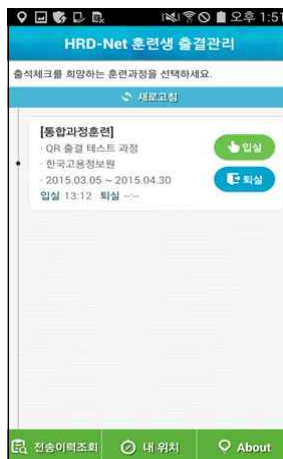 오후 1:51
HRD-Net 훈련생 출결관리
출석체크를 희망하는 훈련과정을 선택하세요.
새로고침
[통합과정훈련]
· QR 출결 테스트 과정
· 한국고용정보원
· 2015.03.05 ~ 2015.04.30
입실 13:12 퇴실 --:--
입실
퇴실
전송이력조회 내 위치 About